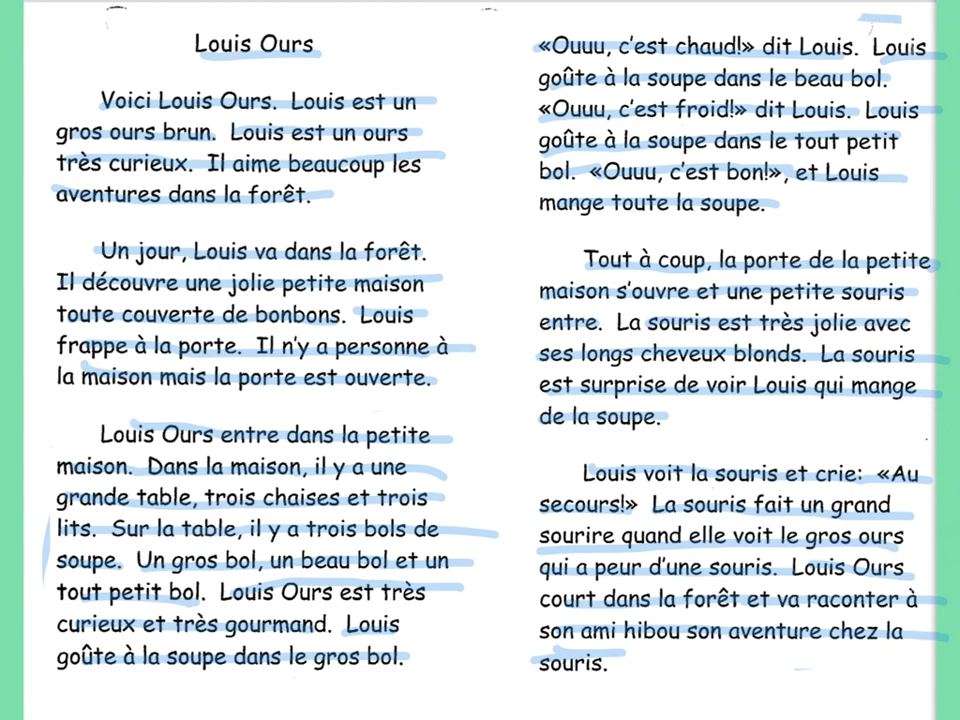 Louis Ours
Voici Louis Ours. Louis est un
gros ours brun. Louis est un ours
très curieux. Il aime beaucoup les
aventures dans la forêt.
Un jour, Louis va dans la forêt.
Il découvre une jolie petite maison
toute couverte de bonbons. Louis
frappe à la porte. Il n'y a personne à
la maison mais la porte est ouverte.
Louis Ours entre dans la petite
maison. Dans la maison, il y a une
grande table, trois chaises et trois
lits. Sur la table, il y a trois bols de
soupe. Un gros bol, un beau bol et un
tout petit bol. Louis Ours est très
curieux et très gourmand. Louis
goûte à la soupe dans le gros bol.
«Ouuu, c'est chaud!» dit Louis. Louis
goûte à la soupe dans le beau bol.
«Ouuu, c'est froid!» dit Louis. Louis
goûte à la soupe dans le tout petit
bol. «Ouuu, c'est bon!», et Louis
mange toute la soupe.
Tout à coup, la porte de la petite
maison s'ouvre et une petite souris
entre. La souris est très jolie avec
ses longs cheveux blonds. La souris
est surprise de voir Louis qui mange
de la soupe.
Louis voit la souris et crie: «Au
secours!» La souris fait un grand
sourire quand elle voit le gros ours
qui a peur d'une souris. Louis Ours
court dans la forêt et va raconter à
son ami hibou son aventure chez la
souris.